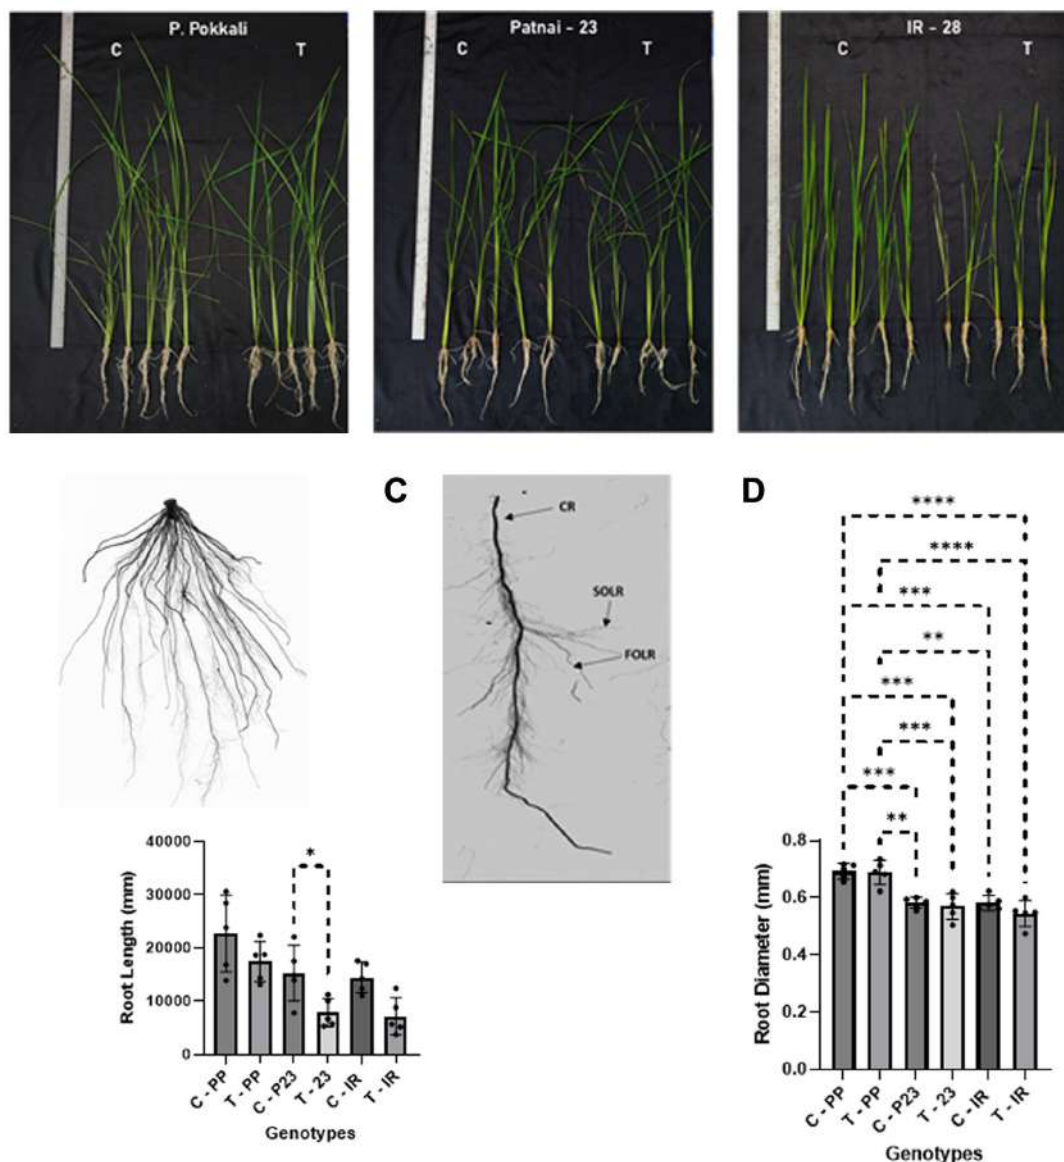 P. Pokkali
C T
Patnai - 23
C T
IR - 28
C T
C
CR
SOLR
FOLR
D
****
****
***
**
***
***
***
**
40000
30000
20000
10000
0
Root Length (mm)
*
C - PP
T - PP
C - P23
T - 23
C - IR
T - IR
Genotypes
0.8
0.6
0.4
0.2
0.0
Root Diameter (mm)
C - PP
T - PP
C - P23
T - 23
C - IR
T - IR
Genotypes